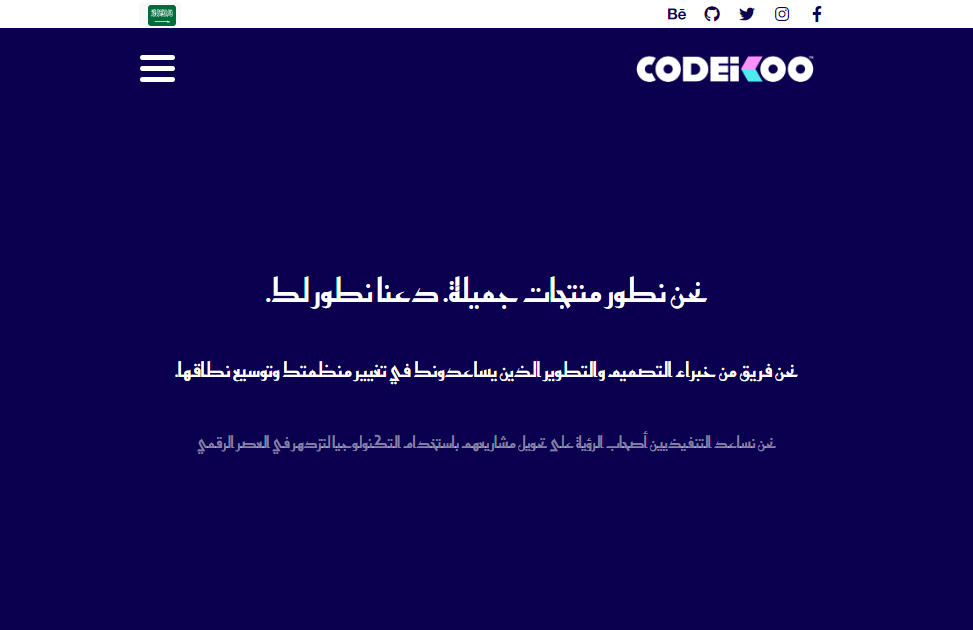 Bē
CODEiKOO
نحن نطور منتجات جميلة. دعنا نطور لك.
نحن فريق من خبراء التصميم والتطوير الذين يساعدونك في تغيير منظمتك وتوسيع نطاقها.
نحن نساعد التنفيذيين أصحاب الرؤية على تحويل مشاريعهم باستخدام التكنولوجيا لتزدهر في العصر الرقمي